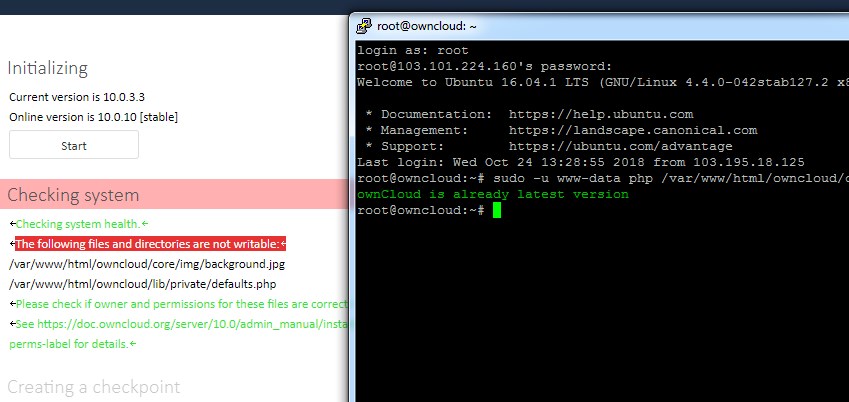 Initializing
Current version is 10.0.3.3
Online version is 10.0.10 [stable]
Start
Checking system
←Checking system health.←
←The following files and directories are not writable:←
/var/www/html/owncloud/core/img/background.jpg
/var/www/html/owncloud/lib/private/defaults.php
←Please check if owner and permissions for these files are correct
←See https://doc.owncloud.org/server/10.0/admin_manual/insta
perms-label for details.←
Creating a checkpoint
root@owncloud: ~
login as: root
root@103.101.224.160's password:
Welcome to Ubuntu 16.04.1 LTS (GNU/Linux 4.4.0-042stab127.2 x8
* Documentation: https://help.ubuntu.com
* Management: https://landscape.canonical.com
* Support: https://ubuntu.com/advantage
Last login: Wed Oct 24 13:28:55 2018 from 103.195.18.125
root@owncloud:~# sudo -u www-data php /var/www/html/owncloud/
ownCloud is already latest version
root@owncloud:~#